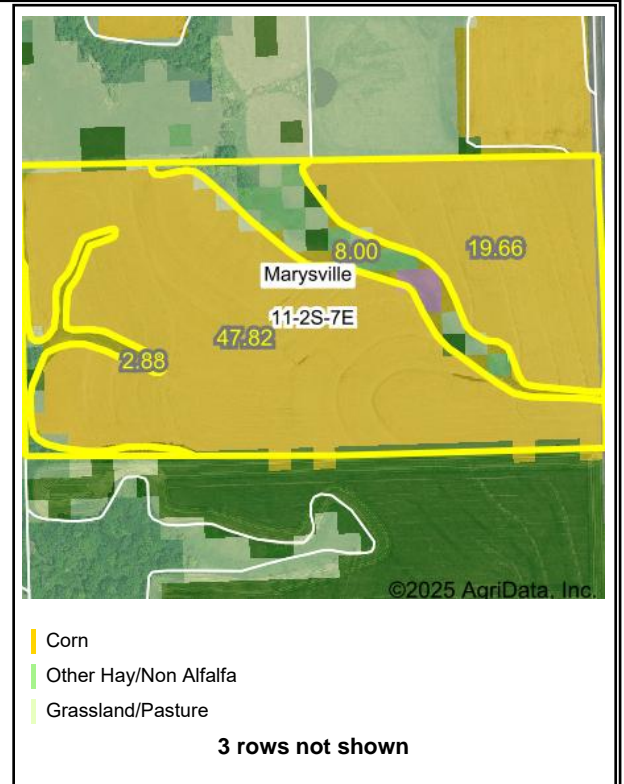 8.00
19.66
Marysville
11-2S-7E
47.82
2.88
©2025 AgriData, Inc.
Corn
Other Hay/Non Alfalfa
Grassland/Pasture
3 rows not shown